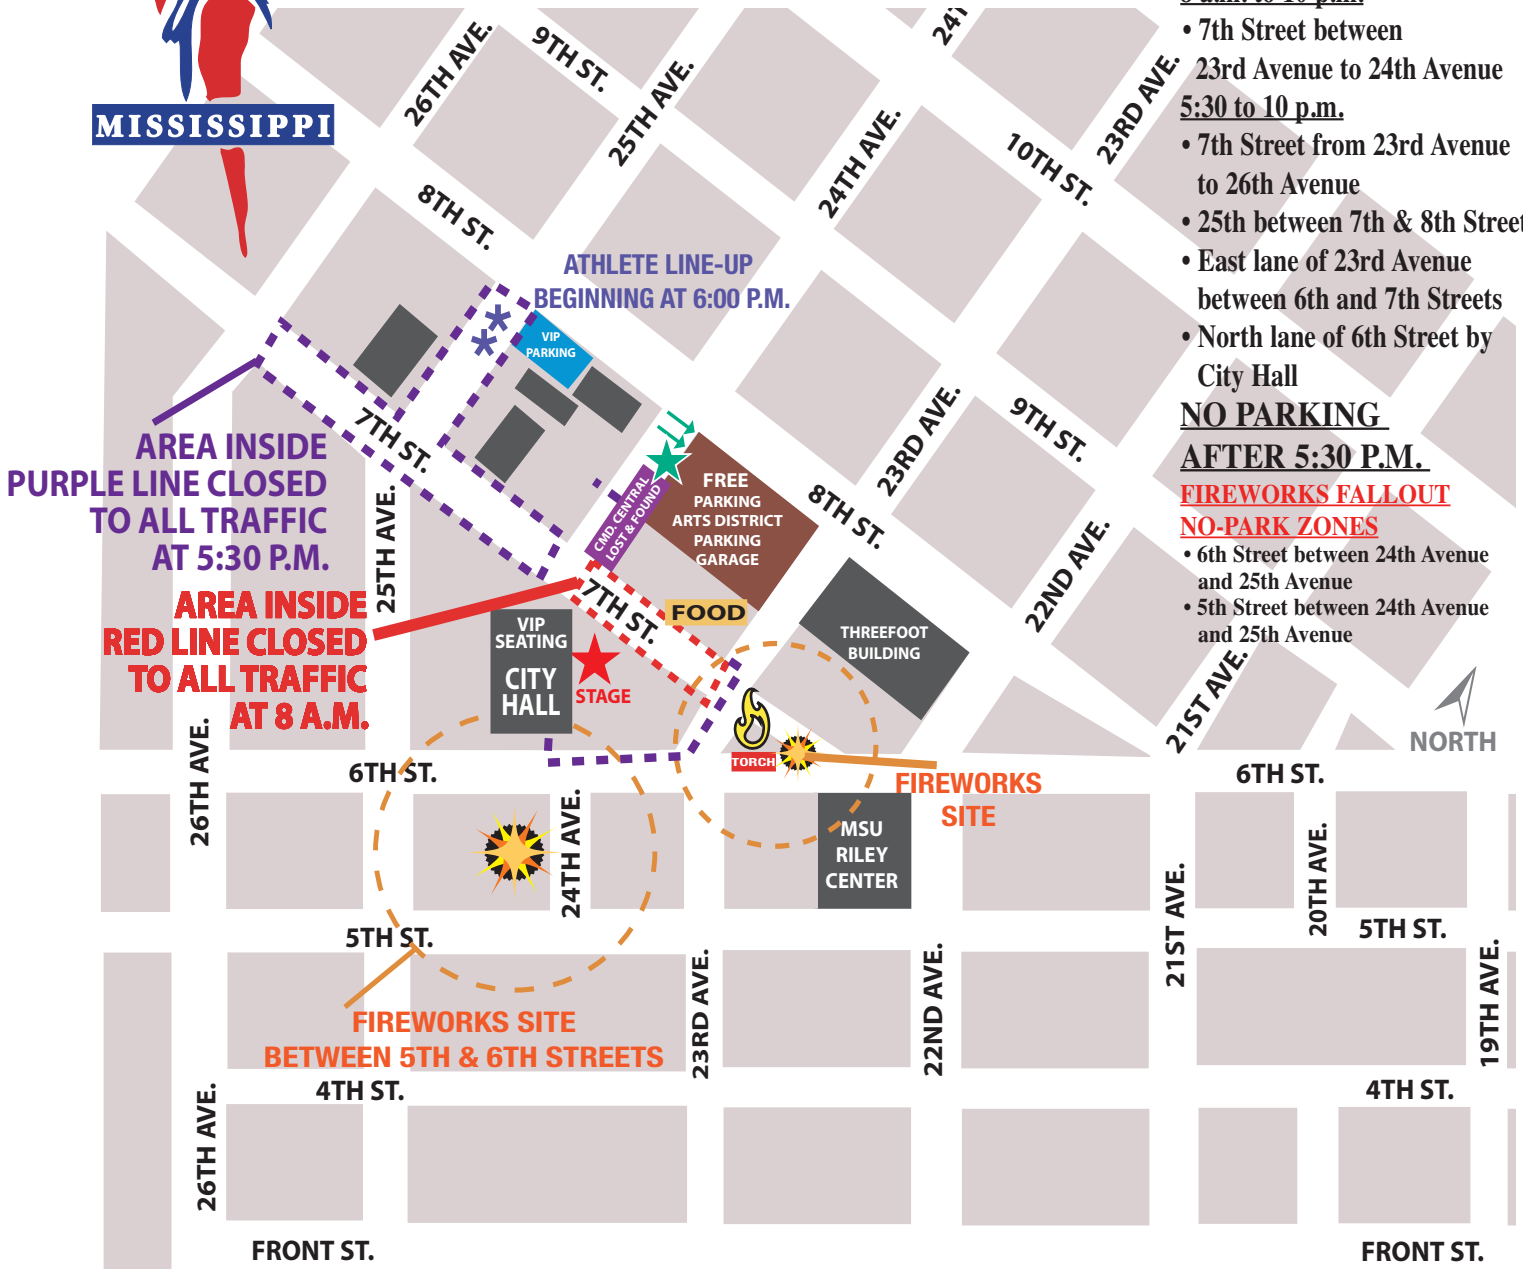 MISSISSIPPI
26TH AVE.
9TH ST.
25TH AVE.
24TH AVE.
10TH ST.
23RD AVE.
8TH ST.
• 7th Street between
23rd Avenue to 24th Avenue
5:30 to 10 p.m.
• 7th Street from 23rd Avenue
to 26th Avenue
• 25th between 7th & 8th Street
• East lane of 23rd Avenue
between 6th and 7th Streets
• North lane of 6th Street by
City Hall
NO PARKING
AFTER 5:30 P.M.
FIREWORKS FALLOUT
NO-PARK ZONES
• 6th Street between 24th Avenue
and 25th Avenue
• 5th Street between 24th Avenue
and 25th Avenue
ATHLETE LINE-UP
BEGINNING AT 6:00 P.M.
**
VIP
PARKING
7TH ST.
AREA INSIDE
PURPLE LINE CLOSED
TO ALL TRAFFIC
AT 5:30 P.M.
25TH AVE.
CMD. CENTRAL
LOST & FOUND
FREE
PARKING
ARTS DISTRICT
PARKING
GARAGE
8TH ST.
23RD AVE.
9TH ST.
22ND AVE.
AREA INSIDE
RED LINE CLOSED
TO ALL TRAFFIC
AT 8 A.M.
7TH ST.
FOOD
VIP
SEATING
CITY
HALL
STAGE
THREEFOOT
BUILDING
21ST AVE.
NORTH
TORCH
FIREWORKS
SITE
26TH AVE.
6TH ST.
6TH ST.
24TH AVE.
MSU
RILEY
CENTER
20TH AVE.
21ST AVE.
5TH ST.
5TH ST.
23RD AVE.
22ND AVE.
19TH AVE.
FIREWORKS SITE
BETWEEN 5TH & 6TH STREETS
4TH ST.
4TH ST.
26TH AVE.
FRONT ST.
FRONT ST.